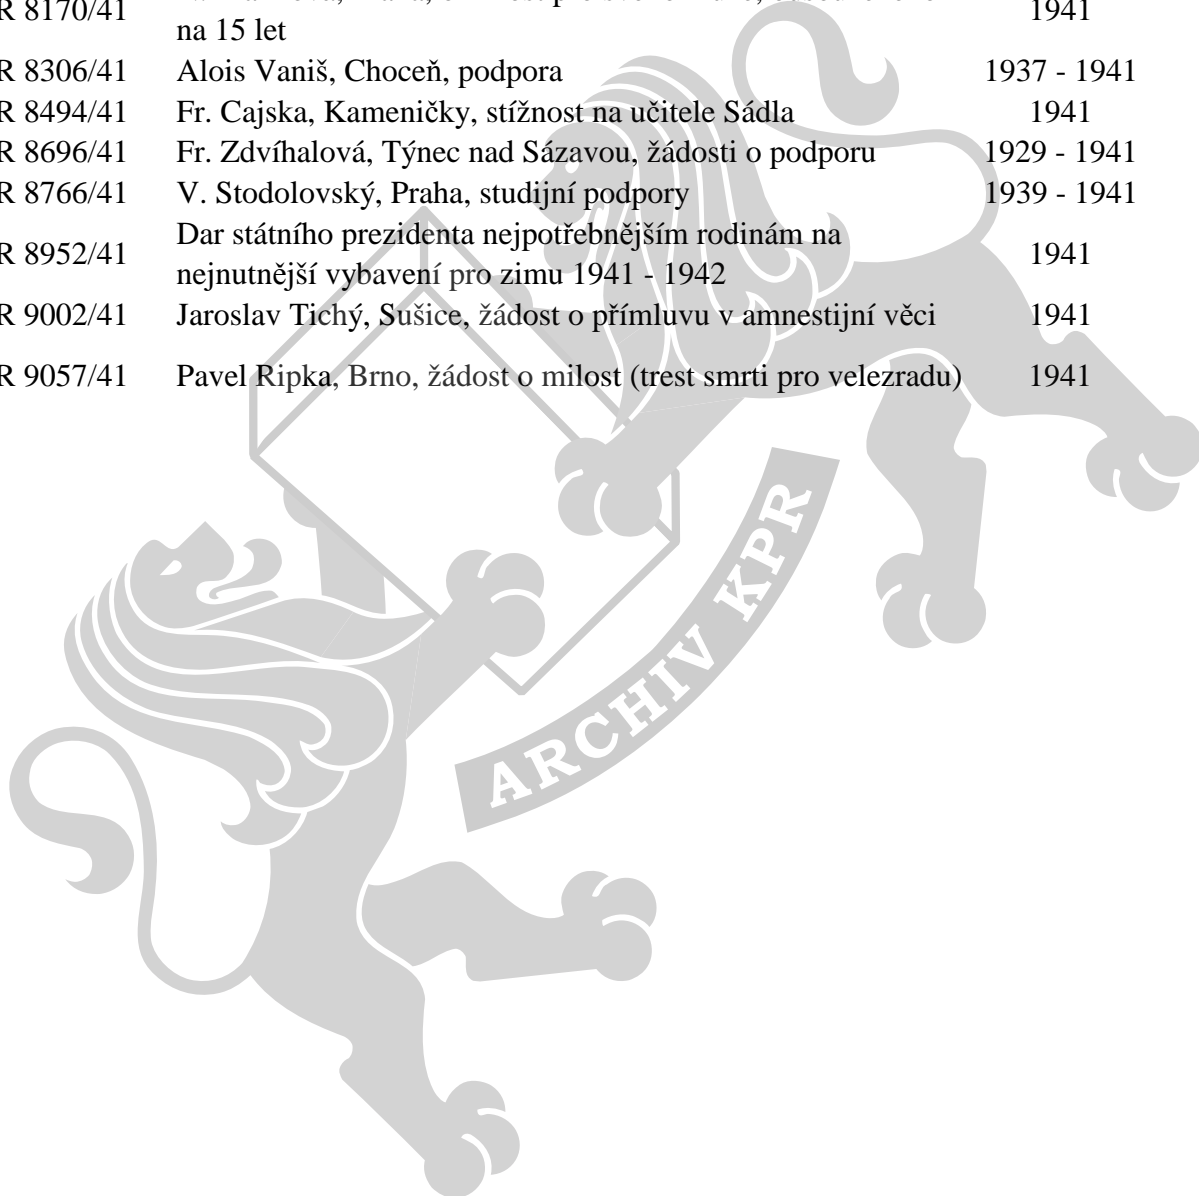 R 8170/41 1941
na 15 let
R 8306/41 Alois Vaniš, Choceň, podpora 1937 - 1941
R 8494/41 Fr. Cajska, Kameničky, stížnost na učitele Sádla 1941
R 8696/41 Fr. Zdvíhalová, Týnec nad Sázavou, žádosti o podporu 1929 - 1941
R 8766/41 V. Stodolovský, Praha, studijní podpory 1939 - 1941
Dar státního prezidenta nejpotřebnějším rodinám na
R 8952/41 1941
nejnutnější vybavení pro zimu 1941 - 1942
R 9002/41 Jaroslav Tichý, Sušice, žádost o přímluvu v amnestijní věci 1941
R 9057/41 Pavel Ripka, Brno, žádost o milost (trest smrti pro velezradu) 1941
ARCHIV KPR